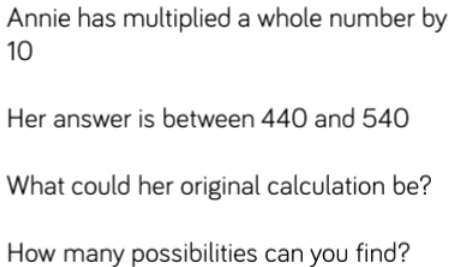 Annie has multiplied a whole number by
10
Her answer is between 440 and 540
What could her original calculation be?
How many possibilities can you find?